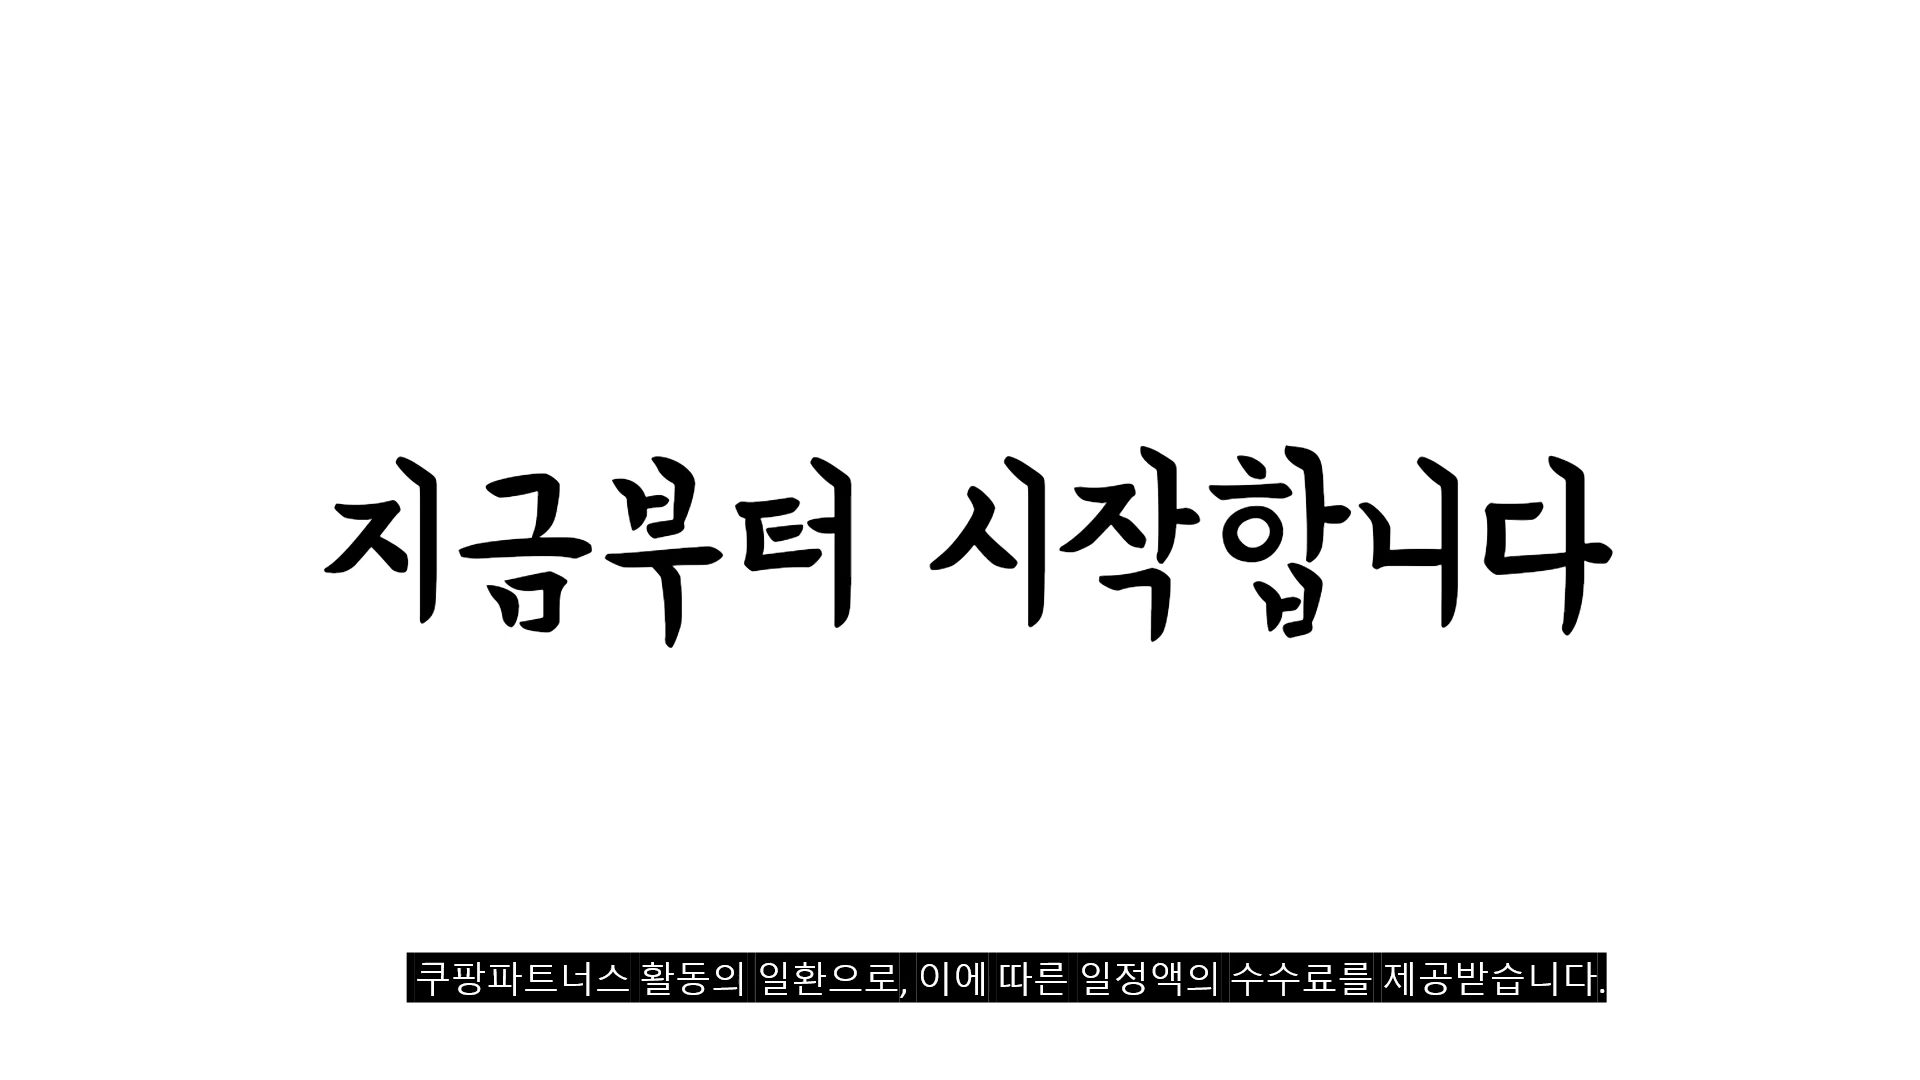 지금부터 시작합니다
쿠팡파트너스 활동의 일환으로, 이에 따른 일정액의 수수료를 제공받습니다.